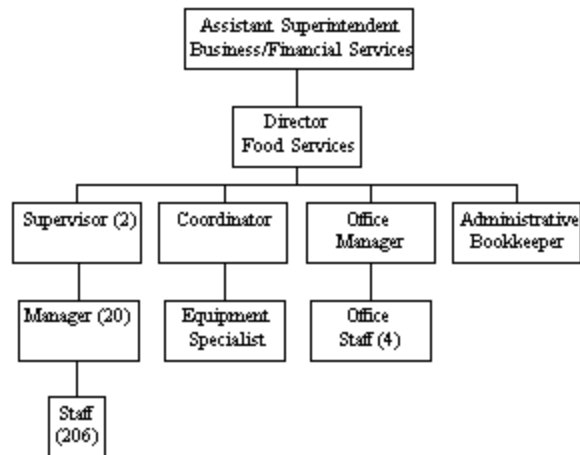 Assistant Superintendent
Business/Financial Services
Director
Food Services
Supervisor (2)
Coordinator
Office
Manager
Administrative
Bookkeeper
Manager (20)
Equipment
Specialist
Office
Staff (4)
Staff
(206)